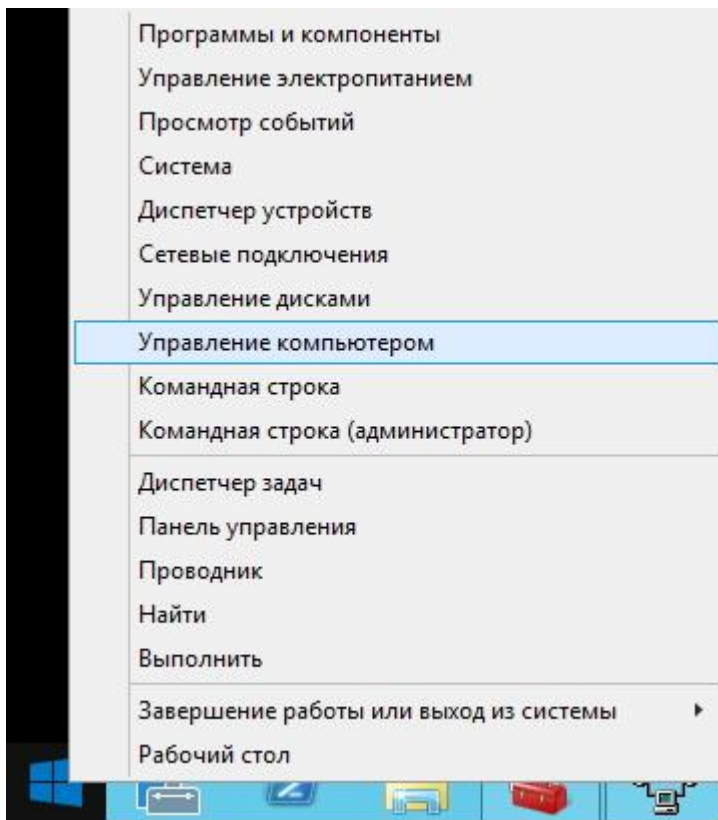 Программы и компоненты
Управление электропитанием
Просмотр событий
Система
Диспетчер устройств
Сетевые подключения
Управление дисками
Управление компьютером
Командная строка
Командная строка (администратор)
Диспетчер задач
Панель управления
Проводник
Найти
Выполнить
Завершение работы или выход из системы
Рабочий стол